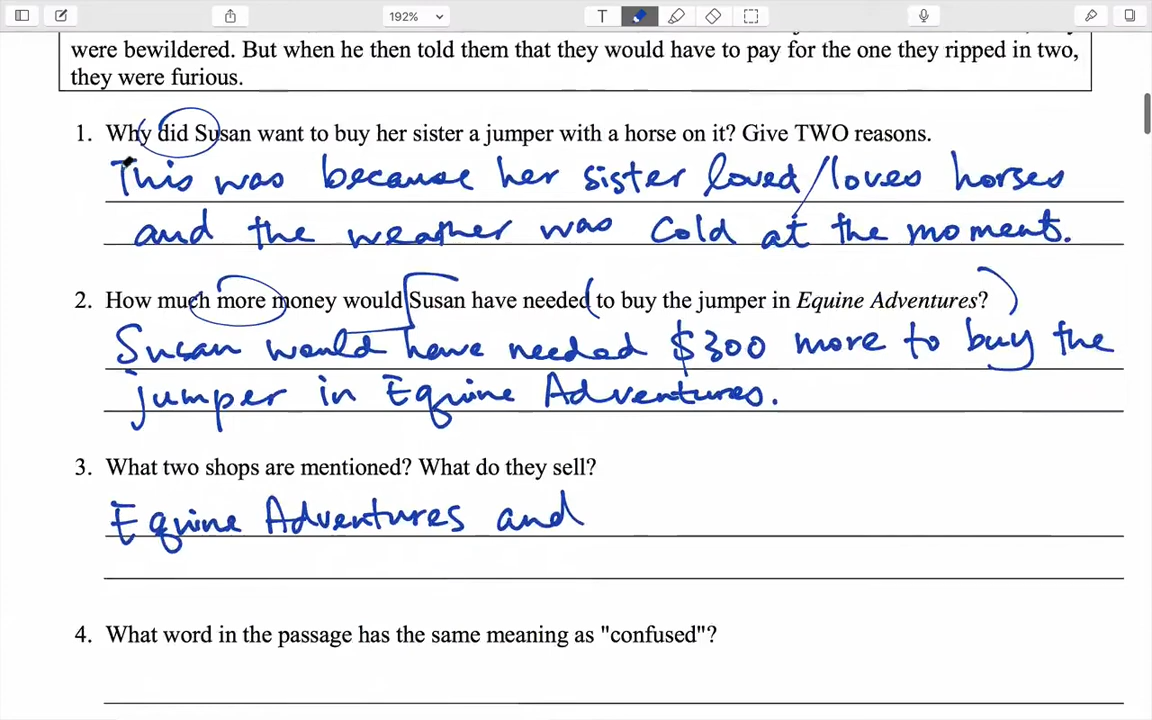 192%
T
were bewildered. But when he then told them that they would have to pay for the one they ripped in two,
they were furious.
1. Why did Susan want to buy her sister a jumper with a horse on it? Give TWO reasons.
This was because her sister loved/loves horses
and the weather was cold at the moment.
2. How much more money would Susan have needed to buy the jumper in Equine Adventures?
Susan would have needed $300 more to buy the
jumper in Equine Adventures.
3. What two shops are mentioned? What do they sell?
Equine Adventures and
4. What word in the passage has the same meaning as "confused"?